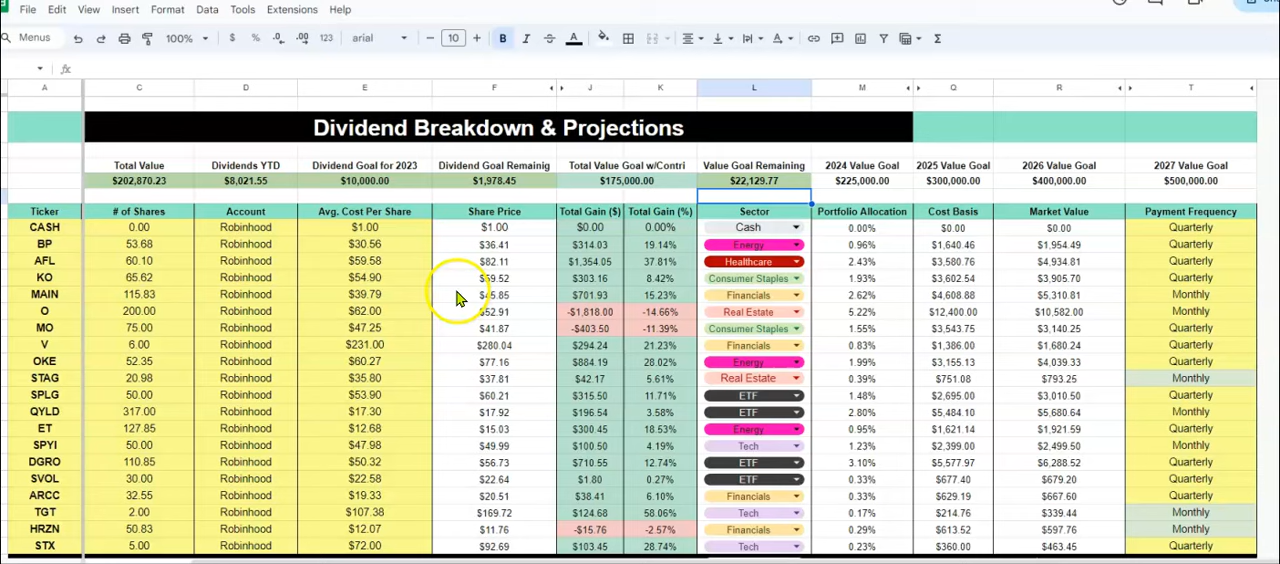 File Edit View Insert Format Data Tools Extensions Help
Menus 100% $ % .0 .00 123 arial 10 B I A
fx
A C D E F J K L M Q R T
Dividend Breakdown & Projections
Total Value Dividends YTD Dividend Goal for 2023 Dividend Goal Remainig Total Value Goal w/Contri Value Goal Remaining 2024 Value Goal 2025 Value Goal 2026 Value Goal 2027 Value Goal
$202,870.23 $8,021.55 $10,000.00 $1,978.45 $175,000.00 $22,129.77 $225,000.00 $300,000.00 $400,000.00 $500,000.00
Ticker # of Shares Account Avg. Cost Per Share Share Price Total Gain ($) Total Gain (%) Sector Portfolio Allocation Cost Basis Market Value Payment Frequency
CASH 0.00 Robinhood $1.00 $1.00 $0.00 0.00% Cash 0.00% $0.00 $0.00 Quarterly
BP 53.68 Robinhood $30.56 $36.41 $314.03 19.14% Energy 0.96% $1,640.46 $1,954.49 Quarterly
AFL 60.10 Robinhood $59.58 $82.11 $1,354.05 37.81% Healthcare 2.43% $3,580.76 $4,934.81 Quarterly
KO 65.62 Robinhood $54.90 $59.52 $303.16 8.42% Consumer Staples 1.93% $3,602.54 $3,905.70 Quarterly
MAIN 115.83 Robinhood $39.79 $45.85 $701.93 15.23% Financials 2.62% $4,608.88 $5,310.81 Monthly
O 200.00 Robinhood $62.00 $52.91 -$1,818.00 -14.66% Real Estate 5.22% $12,400.00 $10,582.00 Monthly
MO 75.00 Robinhood $47.25 $41.87 -$403.50 -11.39% Consumer Staples 1.55% $3,543.75 $3,140.25 Quarterly
V 6.00 Robinhood $231.00 $280.04 $294.24 21.23% Financials 0.83% $1,386.00 $1,680.24 Quarterly
OKE 52.35 Robinhood $60.27 $77.16 $884.19 28.02% Energy 1.99% $3,155.13 $4,039.33 Quarterly
STAG 20.98 Robinhood $35.80 $37.81 $42.17 5.61% Real Estate 0.39% $751.08 $793.25 Monthly
SPLG 50.00 Robinhood $53.90 $60.21 $315.50 11.71% ETF 1.48% $2,695.00 $3,010.50 Quarterly
QYLD 317.00 Robinhood $17.30 $17.92 $196.54 3.58% ETF 2.80% $5,484.10 $5,680.64 Monthly
ET 127.85 Robinhood $12.68 $15.03 $300.45 18.53% Energy 0.95% $1,621.14 $1,921.59 Quarterly
SPYI 50.00 Robinhood $47.98 $49.99 $100.50 4.19% Tech 1.23% $2,399.00 $2,499.50 Monthly
DGRO 110.85 Robinhood $50.32 $56.73 $710.55 12.74% ETF 3.10% $5,577.97 $6,288.52 Quarterly
SVOL 30.00 Robinhood $22.58 $22.64 $1.80 0.27% ETF 0.33% $677.40 $679.20 Monthly
ARCC 32.55 Robinhood $19.33 $20.51 $38.41 6.10% Financials 0.33% $629.19 $667.60 Quarterly
TGT 2.00 Robinhood $107.38 $169.72 $124.68 58.06% Tech 0.17% $214.76 $339.44 Monthly
HRZN 50.83 Robinhood $12.07 $11.76 -$15.76 -2.57% Financials 0.29% $613.52 $597.76 Monthly
STX 5.00 Robinhood $72.00 $92.69 $103.45 28.74% Tech 0.23% $360.00 $463.45 Quarterly